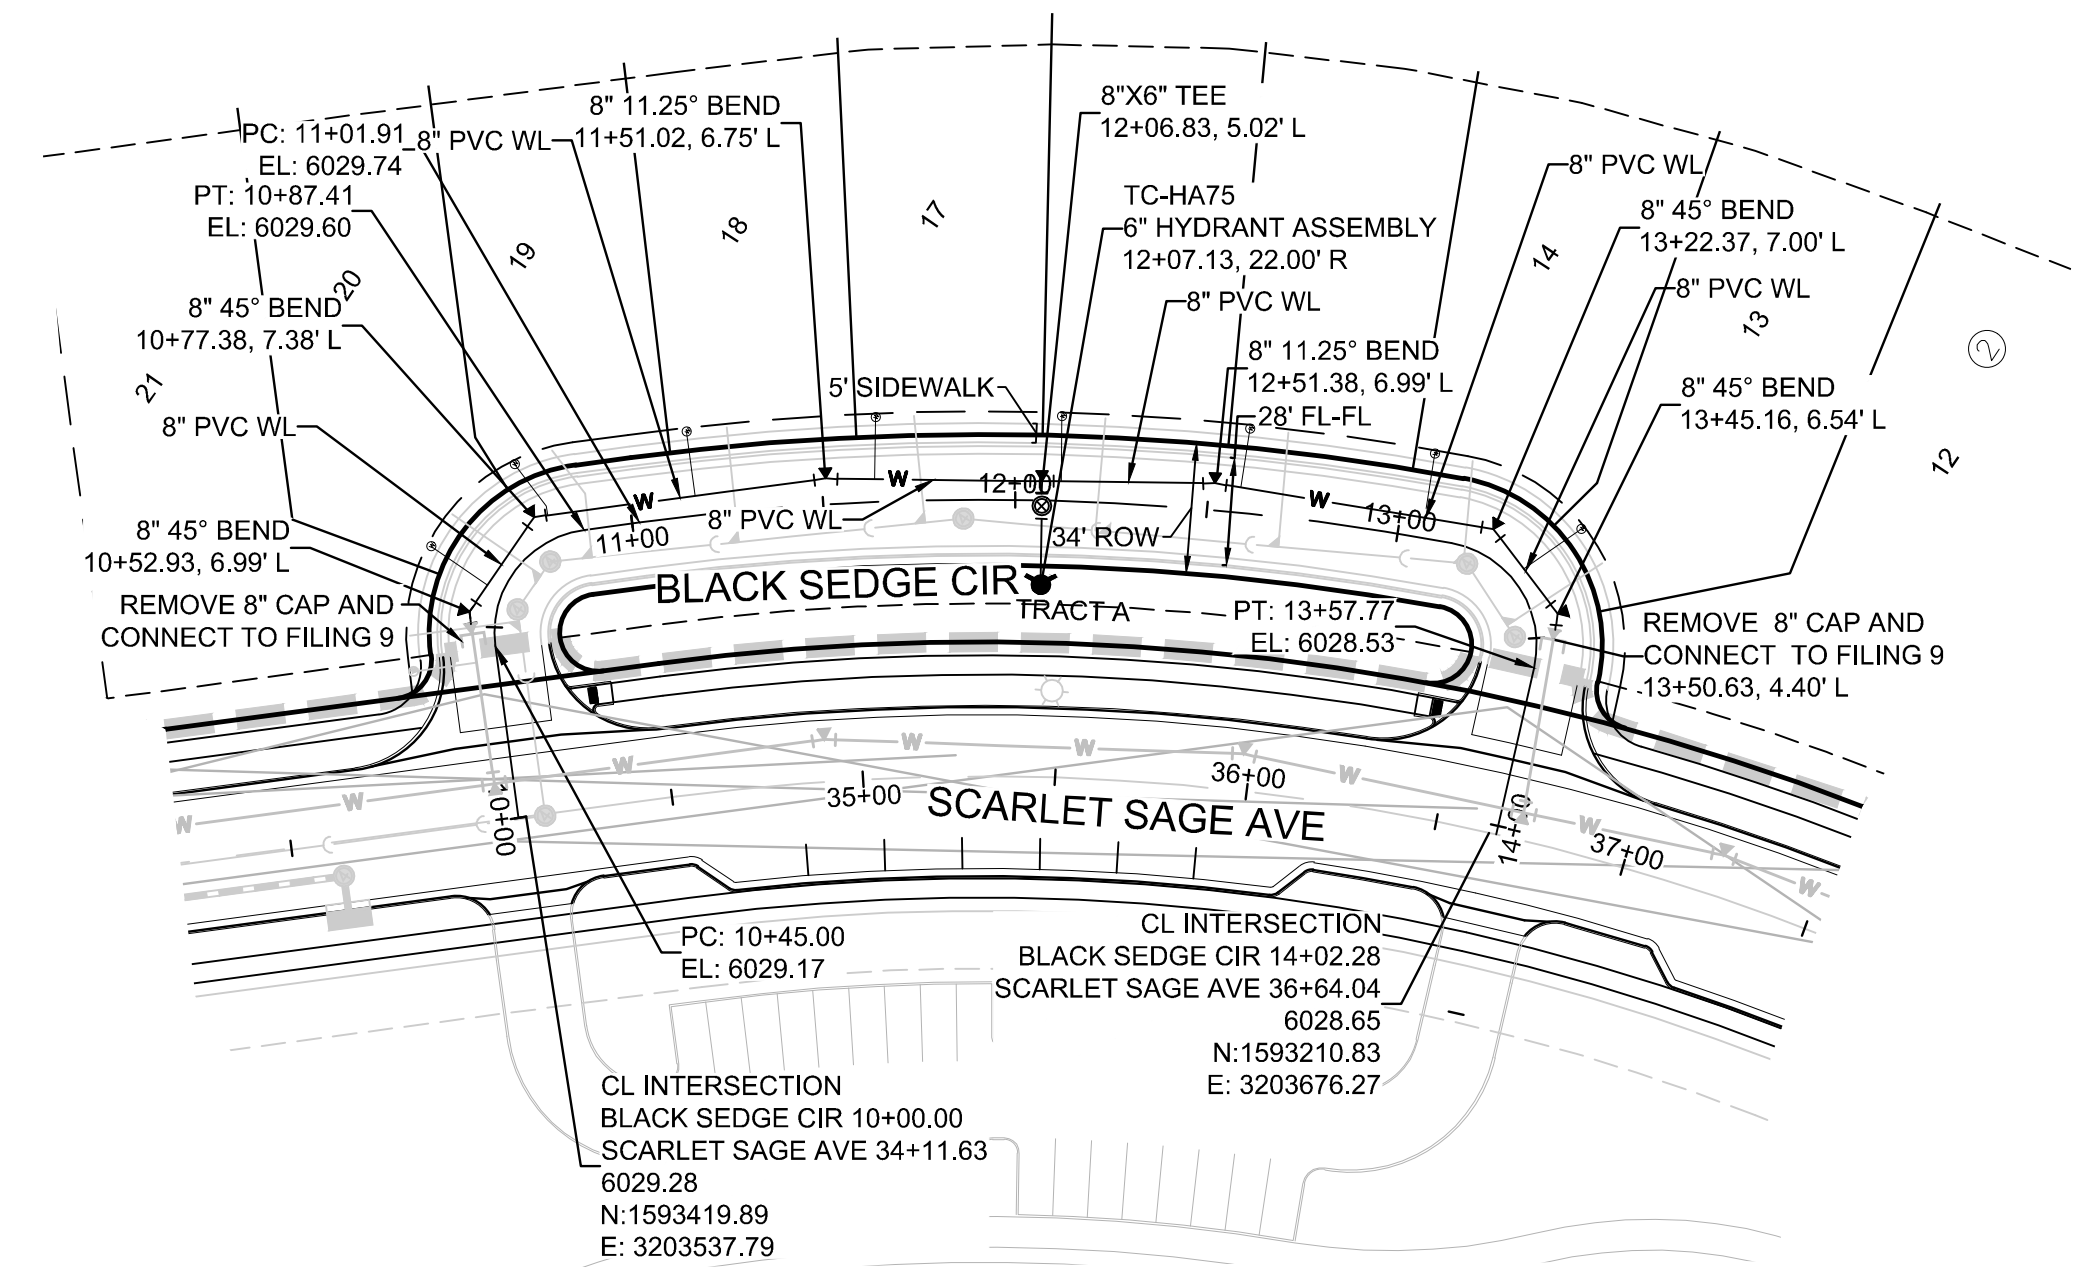 PC: 11+01.91
EL: 6029.74
PT: 10+87.41
EL: 6029.60
8" PVC WL
8" 11.25° BEND
11+51.02, 6.75' L
8"X6" TEE
12+06.83, 5.02' L
TC-HA75
6" HYDRANT ASSEMBLY
12+07.13, 22.00' R
8" PVC WL
8" PVC WL
8" 45° BEND
13+22.37, 7.00' L
8" PVC WL
21
20
19
18
17
14
13
12
2
8" 45° BEND
10+77.38, 7.38' L
8" PVC WL
8" 45° BEND
10+52.93, 6.99' L
REMOVE 8" CAP AND
CONNECT TO FILING 9
5' SIDEWALK
8" 11.25° BEND
12+51.38, 6.99' L
28' FL-FL
8" 45° BEND
13+45.16, 6.54' L
W
W
W
8" PVC WL
11+00
12+00
13+00
34' ROW
BLACK SEDGE CIR
TRACT A
PT: 13+57.77
EL: 6028.53
REMOVE 8" CAP AND
CONNECT TO FILING 9
13+50.63, 4.40' L
W
W
W
W
W
W
W
W
10+00
35+00
36+00
37+00
14+00
SCARLET SAGE AVE
PC: 10+45.00
EL: 6029.17
CL INTERSECTION
BLACK SEDGE CIR 14+02.28
SCARLET SAGE AVE 36+64.04
6028.65
N:1593210.83
E: 3203676.27
CL INTERSECTION
BLACK SEDGE CIR 10+00.00
SCARLET SAGE AVE 34+11.63
6029.28
N:1593419.89
E: 3203537.79